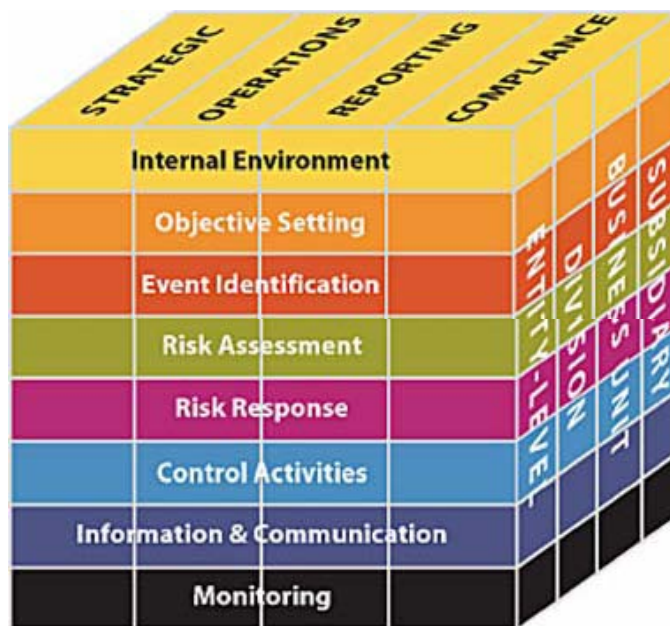 STRATEGIC
OPERATIONS
REPORTING
COMPLIANCE
Internal Environment
Objective Setting
Event Identification
Risk Assessment
Risk Response
Control Activities
Information & Communication
Monitoring
ENTITY-LEVEL
DIVISION
BUSINESS UNIT
SUBSIDIARY